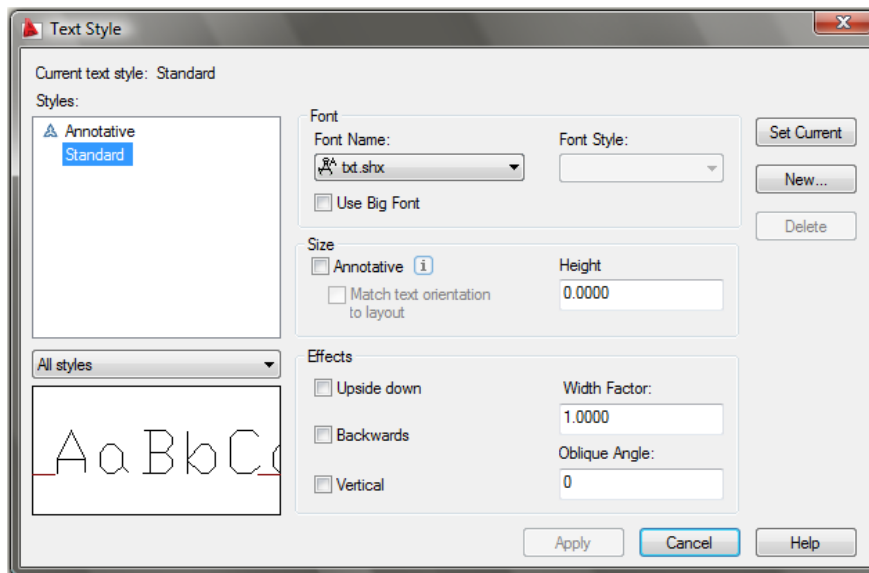 Text Style
Current text style: Standard
Styles:
Annotative
Standard
All styles
AaBbC
Font
Font Name:
txt.shx
Use Big Font
Font Style:
Size
Annotative
Match text orientation
to layout
Height
0.0000
Effects
Upside down
Backwards
Vertical
Width Factor:
1.0000
Oblique Angle:
0
Set Current
New...
Delete
Apply
Cancel
Help